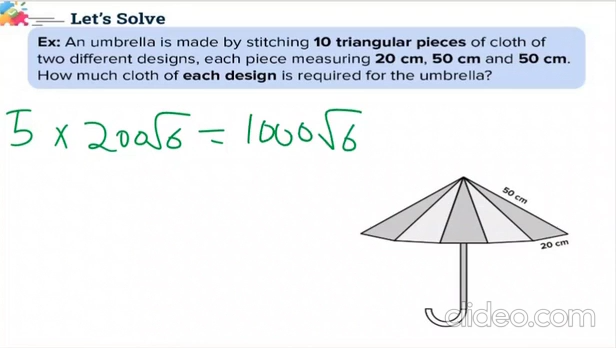 Let's Solve
Ex: An umbrella is made by stitching 10 triangular pieces of cloth of
two different designs, each piece measuring 20 cm, 50 cm and 50 cm.
How much cloth of each design is required for the umbrella?
5 × 200√6 = 1000√6
50 cm
20 cm
clideo.com